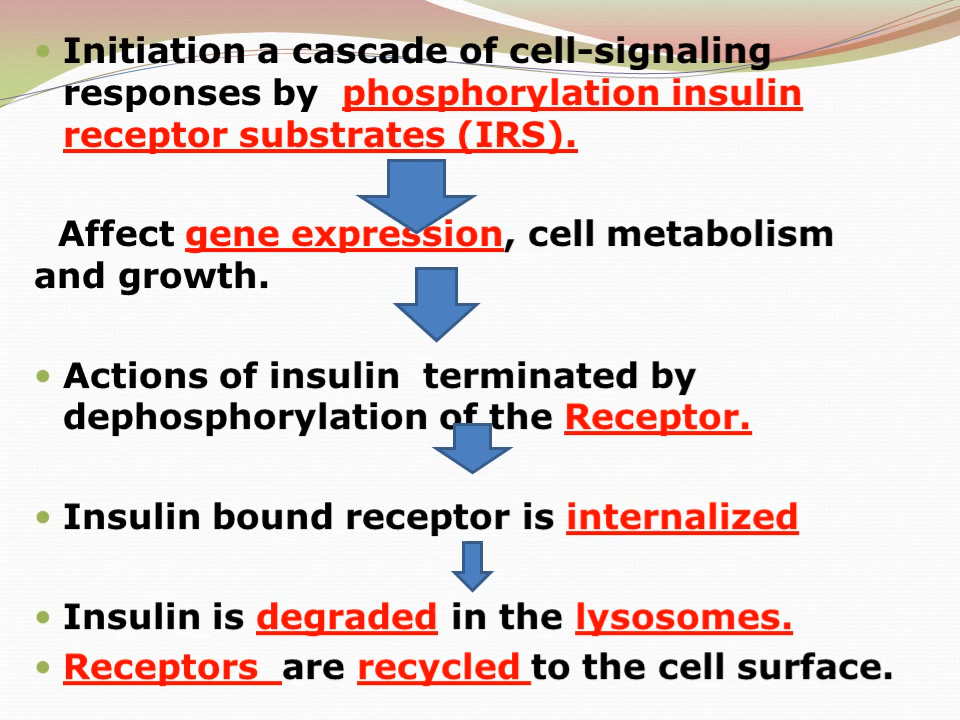 Initiation a cascade of cell-signaling
responses by phosphorylation insulin
receptor substrates (IRS).
Affect gene expression, cell metabolism
and growth.
Actions of insulin terminated by
dephosphorylation of the Receptor.
Insulin bound receptor is internalized
Insulin is degraded in the lysosomes.
Receptors are recycled to the cell surface.